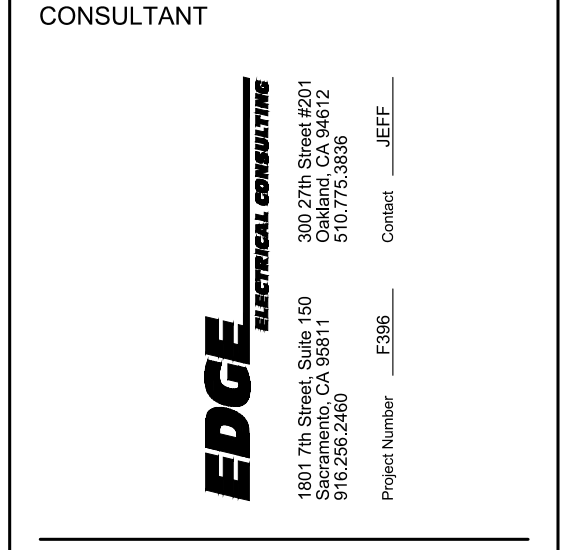 CONSULTANT
EDGE
ELECTRICAL CONSULTING
1801 7th Street, Suite 150
Sacramento, CA 95811
916.256.2460
300 27th Street #201
Oakland, CA 94612
510.775.3836
Project Number F396
Contact JEFF